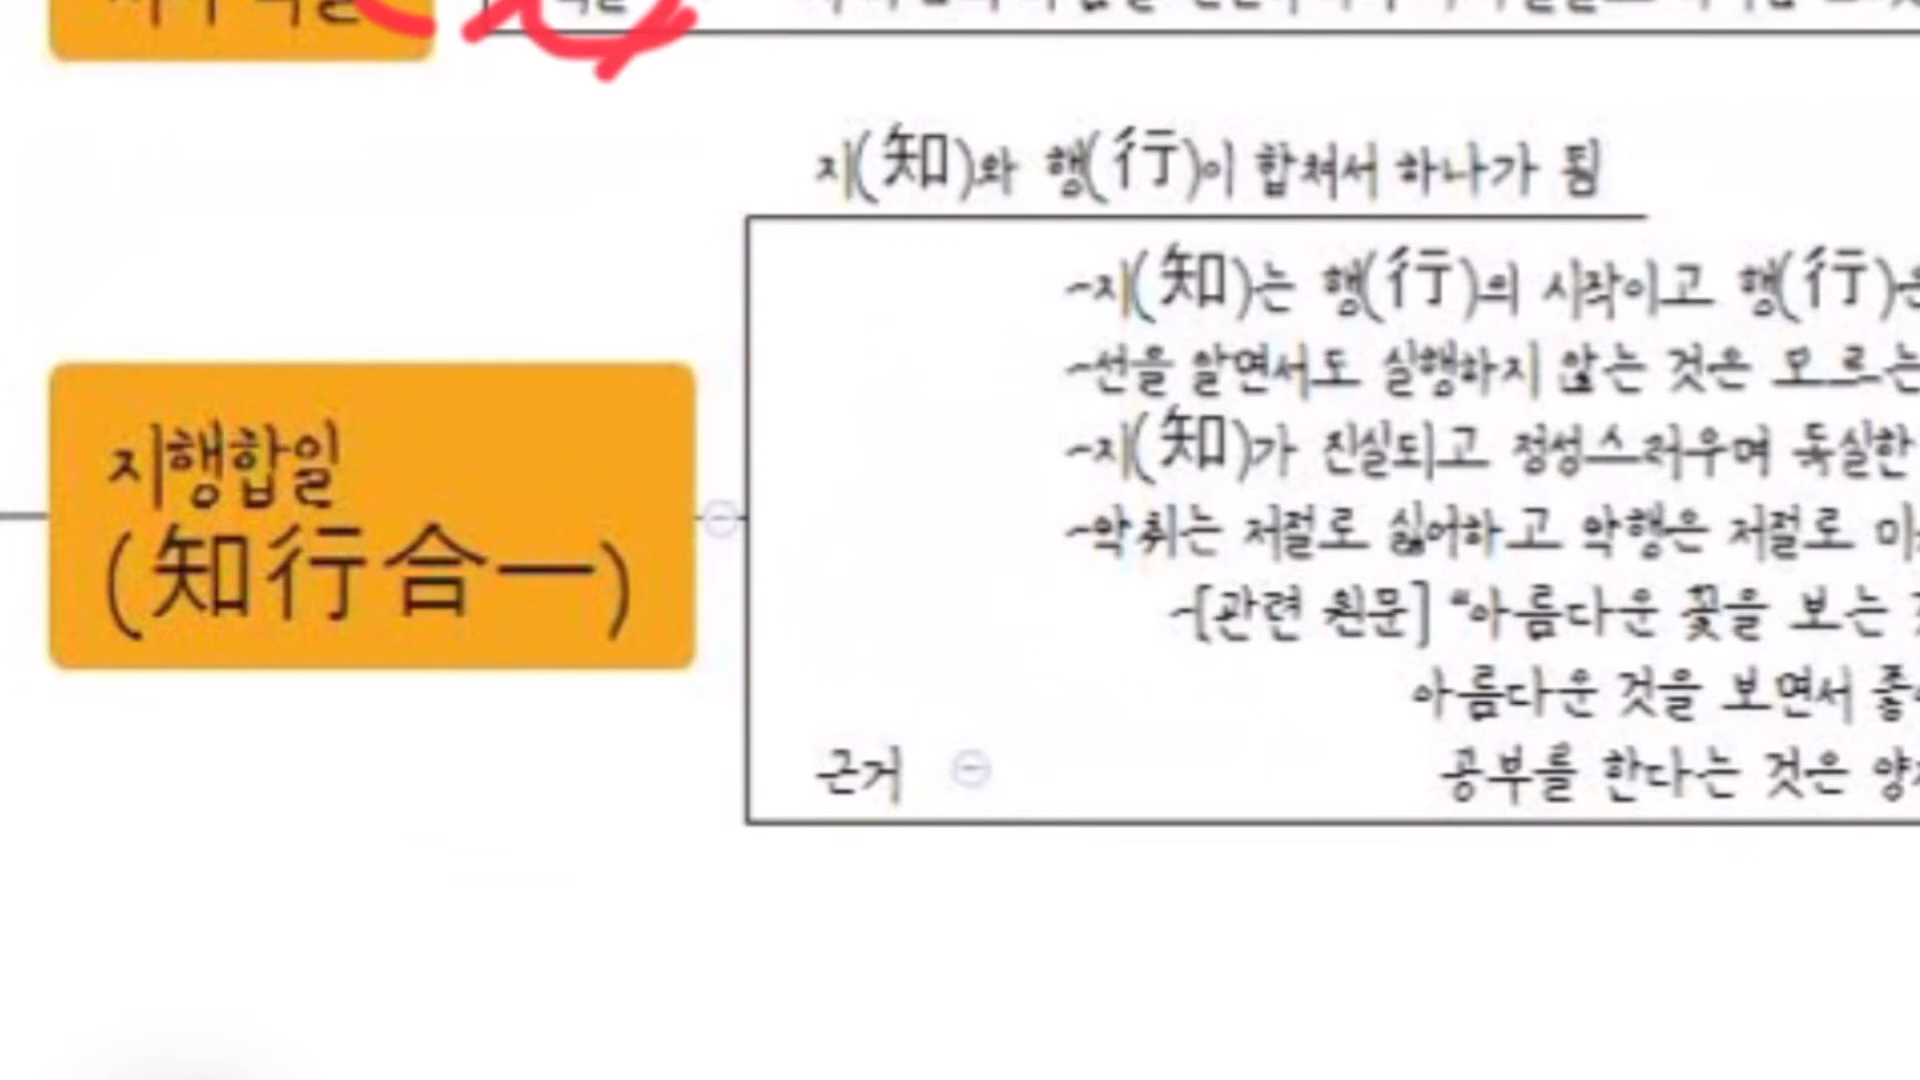 지(知)와 행(行)이 합쳐서 하나가 됨
-지(知)는 행(行)의 시작이고 행(行)은
-선을 알면서도 실행하지 않는 것은 모르는
지행합일
-지(知)가 진실되고 정성스러우며 독실한
(知行合一)
-악취는 저절로 싫어하고 악행은 저절로
-[관련 원문] "아름다운 꽃을 보는
아름다운 것을 보면서
근거
공부를 한다는 것은